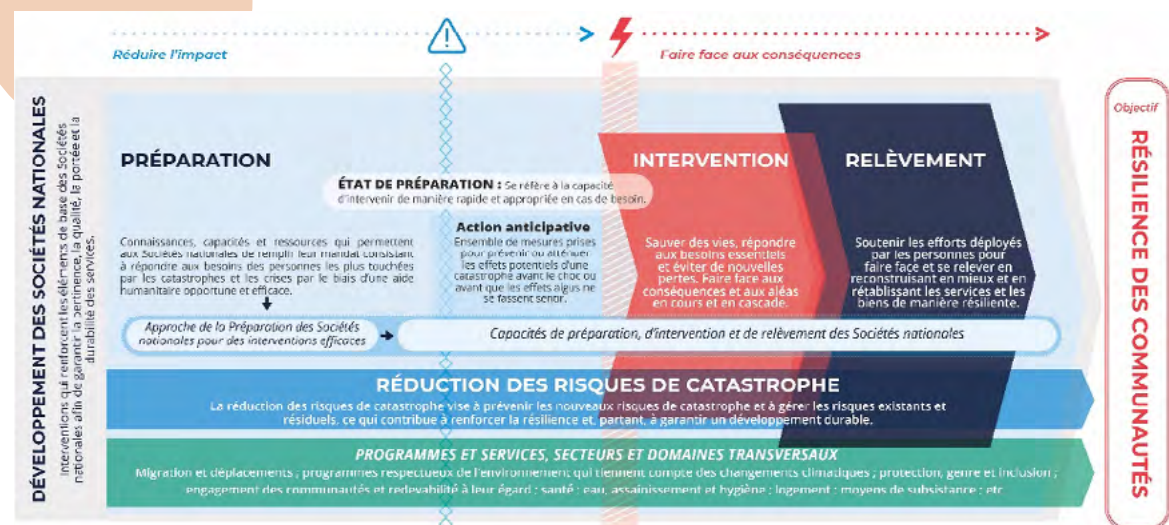 Réduire l'impact
Faire face aux conséquences
DÉVELOPPEMENT DES SOCIÉTÉS NATIONALES
Interventions qui renforcent les éléments de base des Sociétés
nationales afin de garantir la pertinence, la qualité, la portée et la
durabilité des services.
PRÉPARATION
ÉTAT DE PRÉPARATION : Se réfère à la capacité
d'intervenir de manière rapide et appropriée en cas de besoin.
Connaissances, capacités et ressources qui permettent
aux Sociétés nationales de remplir leur mandat consistant
à répondre aux besoins des personnes les plus touchées
par les catastrophes et les crises par le biais d'une aide
humanitaire opportune et efficace.
Action anticipative
Ensemble de mesures prises
pour prévenir ou atténuer
les effets potentiels d'une
catastrophe avant le choc ou
avant que les effets aigus ne
se fassent sentir.
INTERVENTION
Sauver des vies, répondre
aux besoins essentiels
et éviter de nouvelles
pertes. Faire face aux
conséquences et aux aléas
en cours et en cascade.
RELÈVEMENT
Soutenir les efforts déployés
par les personnes pour
faire face et se relever en
reconstruisant en mieux et en
rétablissant les services et les
biens de manière résiliente.
Approche de la Préparation des Sociétés
nationales pour des interventions efficaces
Capacités de préparation, d'intervention et de relèvement des Sociétés nationales
RÉDUCTION DES RISQUES DE CATASTROPHE
La réduction des risques de catastrophe vise à prévenir les nouveaux risques de catastrophe et à gérer les risques existants et
résiduels, ce qui contribue à renforcer la résilience et, partant, à garantir un développement durable.
PROGRAMMES ET SERVICES, SECTEURS ET DOMAINES TRANSVERSAUX
Migration et déplacements ; programmes respectueux de l'environnement qui tiennent compte des changements climatiques ; protection, genre et inclusion ;
engagement des communautés et redevabilité à leur égard ; santé ; eau, assainissement et hygiène ; logement ; moyens de subsistance ; etc
Objectif
RÉSILIENCE DES COMMUNAUTÉS